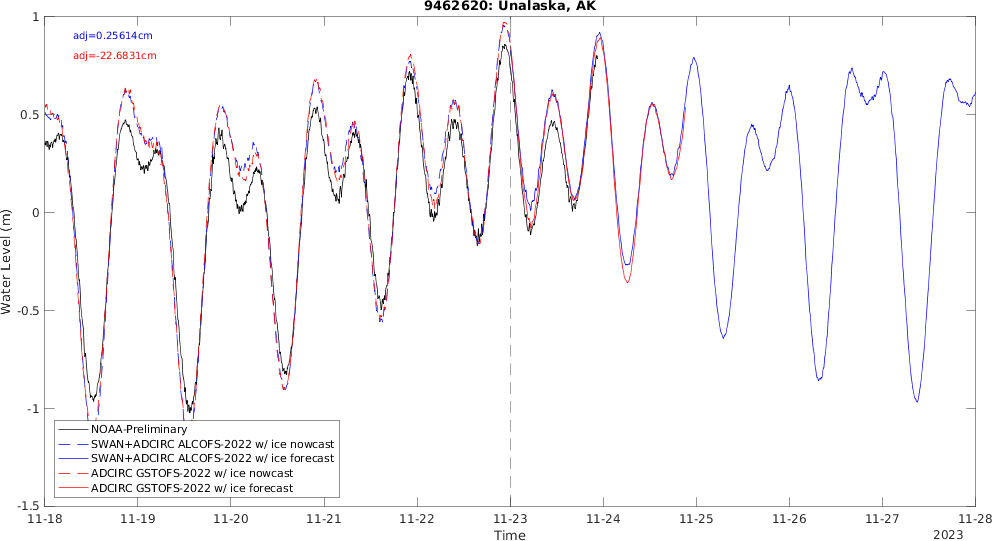 9462620: Unalaska, AK
adj=0.25614cm
adj=-22.6831cm
Water Level (m)
1
0.5
0
-0.5
-1
-1.5
NOAA-Preliminary
SWAN+ADCIRC ALCOFS-2022 w/ ice nowcast
SWAN+ADCIRC ALCOFS-2022 w/ ice forecast
ADCIRC GSTOFS-2022 w/ ice nowcast
ADCIRC GSTOFS-2022 w/ ice forecast
11-18 11-19 11-20 11-21 11-22 11-23 11-24 11-25 11-26 11-27 11-28
Time
2023